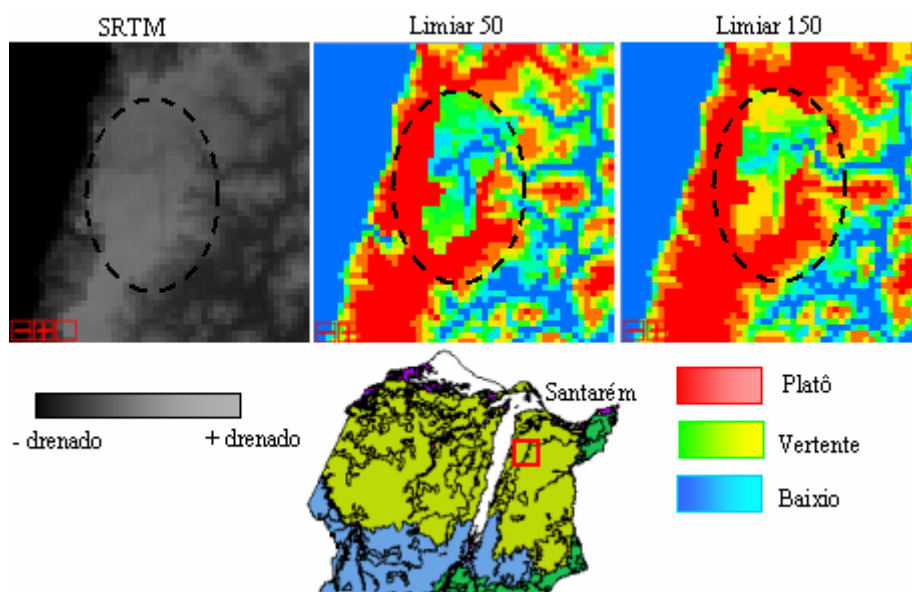 SRTM
Limiar 50
Limiar 150
Santarém
- drenado
+ drenado
Platô
Vertente
Baixio